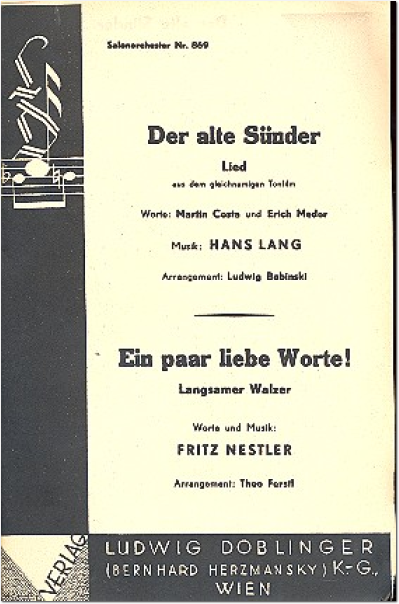 Salonorchester Nr. 869
Der alte Sünder
Lied
aus dem gleichnamigen Tonfilm
Worte: Martin Costa und Erich Meder
Musik: HANS LANG
Arrangement: Ludwig Babinski
Ein paar liebe Worte!
Langsamer Walzer
Worte und Musik:
FRITZ NESTLER
Arrangement: Theo Forstl
VERLAG
LUDWIG DOBLINGER
(BERNHARD HERZMANSKY) K.-G.,
WIEN